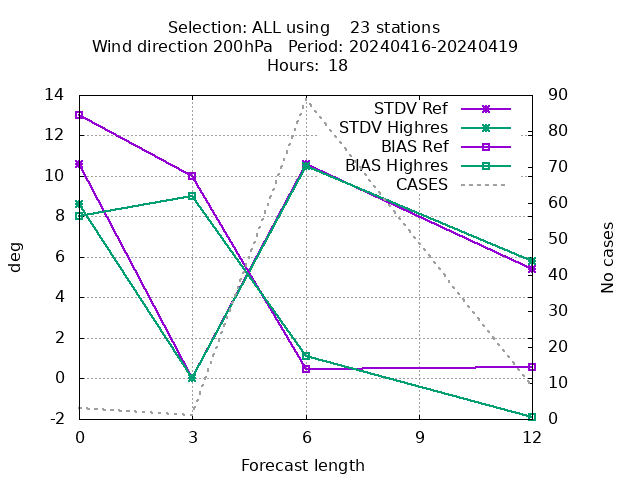 Selection: ALL using    23 stations
Wind direction 200hPa   Period: 20240416-20240419
Hours:  18
14
12
10
8
6
4
2
0
-2
deg
90
80
70
60
50
40
30
20
10
0
No cases
STDV Ref
STDV Highres
BIAS Ref
BIAS Highres
CASES
0 3 6 9 12
Forecast length